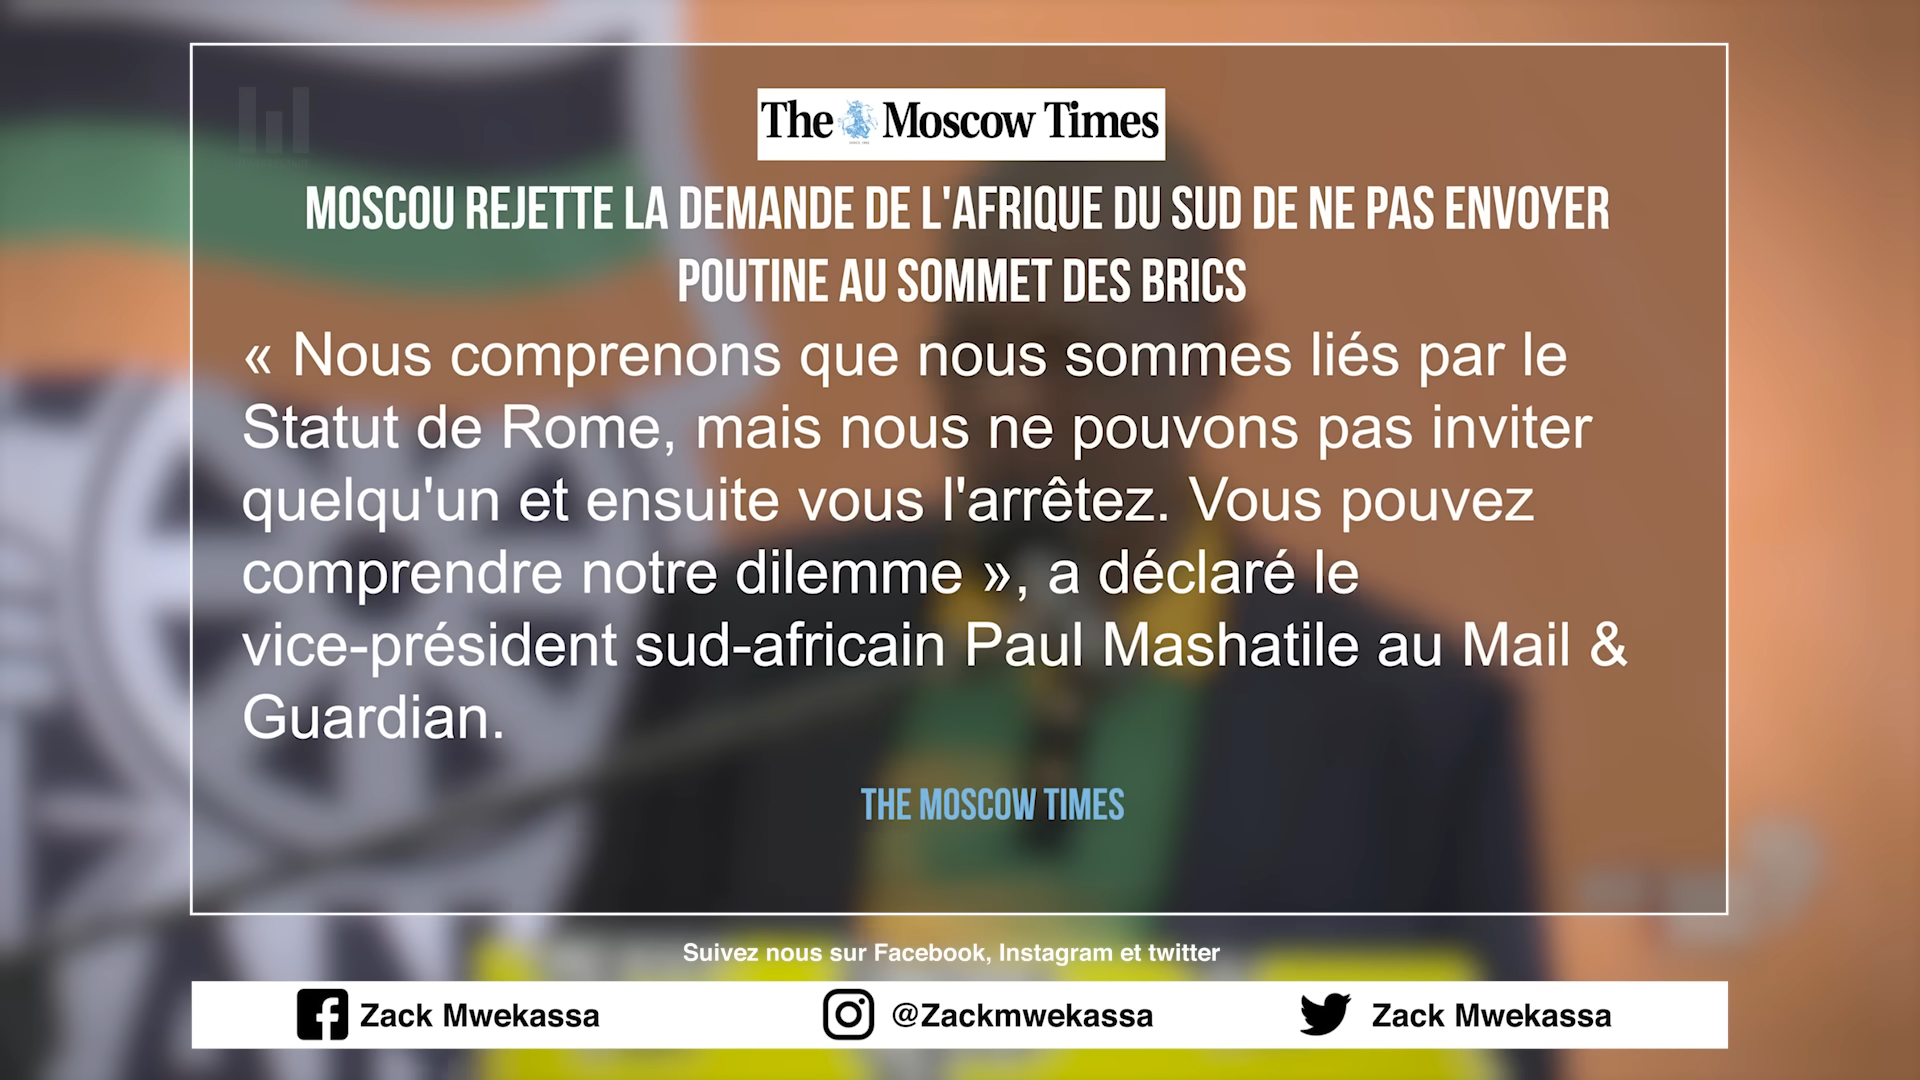 The Moscow Times
MOSCOU REJETTE LA DEMANDE DE L'AFRIQUE DU SUD DE NE PAS ENVOYER
POUTINE AU SOMMET DES BRICS
« Nous comprenons que nous sommes liés par le
Statut de Rome, mais nous ne pouvons pas inviter
quelqu'un et ensuite vous l'arrêtez. Vous pouvez
comprendre notre dilemme », a déclaré le
vice-président sud-africain Paul Mashatile au Mail &
Guardian.
THE MOSCOW TIMES
Suivez nous sur Facebook, Instagram et twitter
Zack Mwekassa @Zackmwekassa Zack Mwekassa